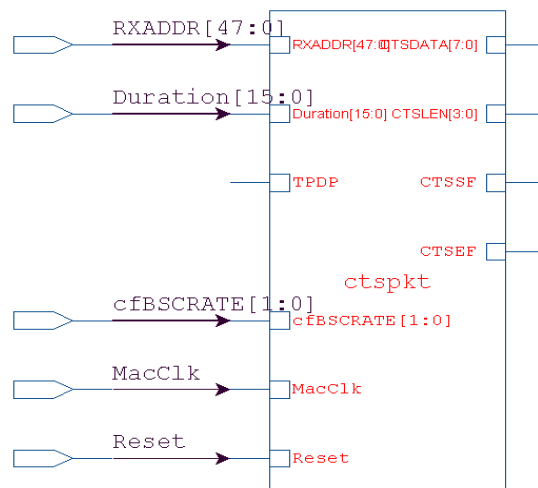 RXADDR[47:0]
RXADDR[47:0] CTSDATA[7:0]
Duration[15:0]
Duration[15:0] CTSLEN[3:0]
TPDP CTSSF
CTSEF
ctspkt
cfBSCRATE[1:0]
cfBSCRATE[1:0]
MacClk
MacClk
Reset
Reset